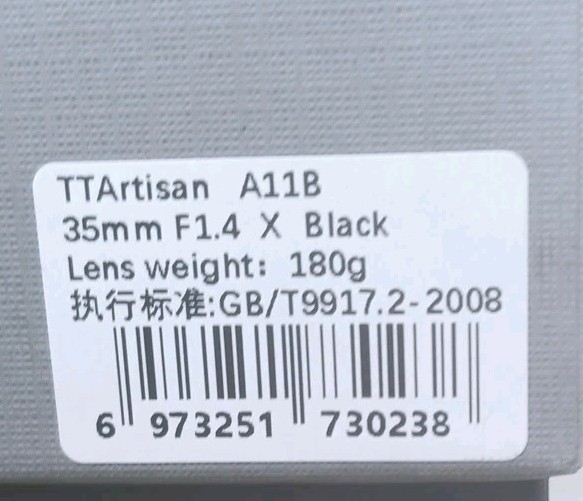 TTArtisan A11B
35mm F1.4 X Black
Lens weight: 180g
执行标准:GB/T9917.2-2008
6 973251 730238